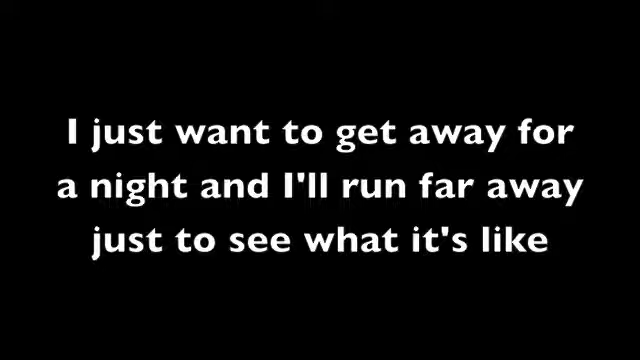 I just want to get away for
a night and I'll run far away
just to see what it's like